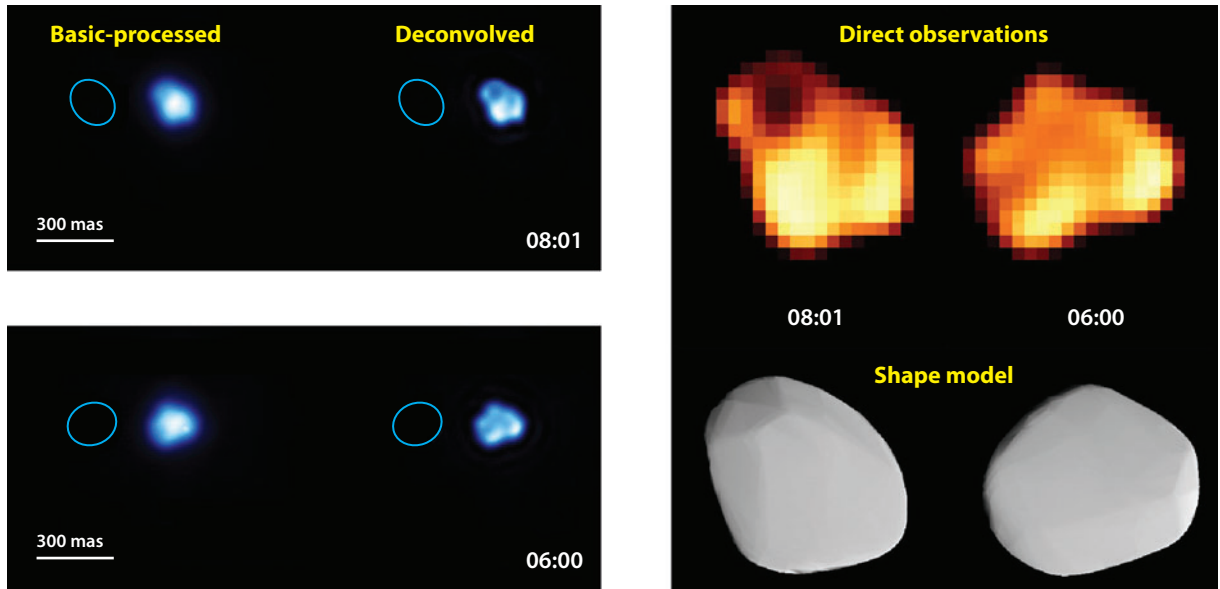 Basic-processed
Deconvolved
300 mas
08:01
300 mas
06:00
Direct observations
08:01
06:00
Shape model